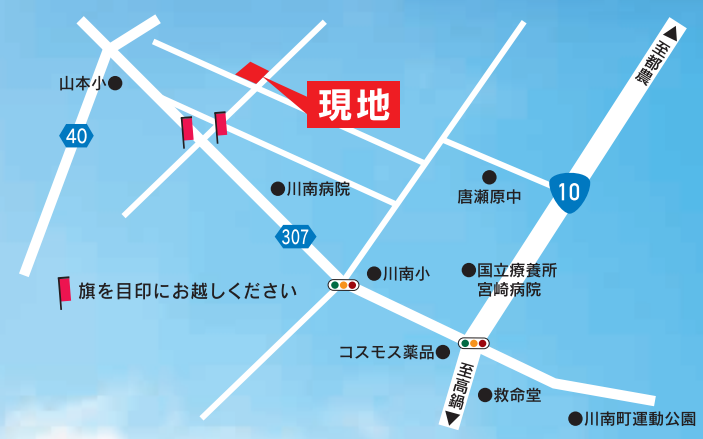 至都農
山本小
現地
40
川南病院
10
唐瀬原中
307
川南小
国立療養所
宮崎病院
旗を目印にお越しください
コスモス薬品
至高鍋
救命堂
川南町運動公園